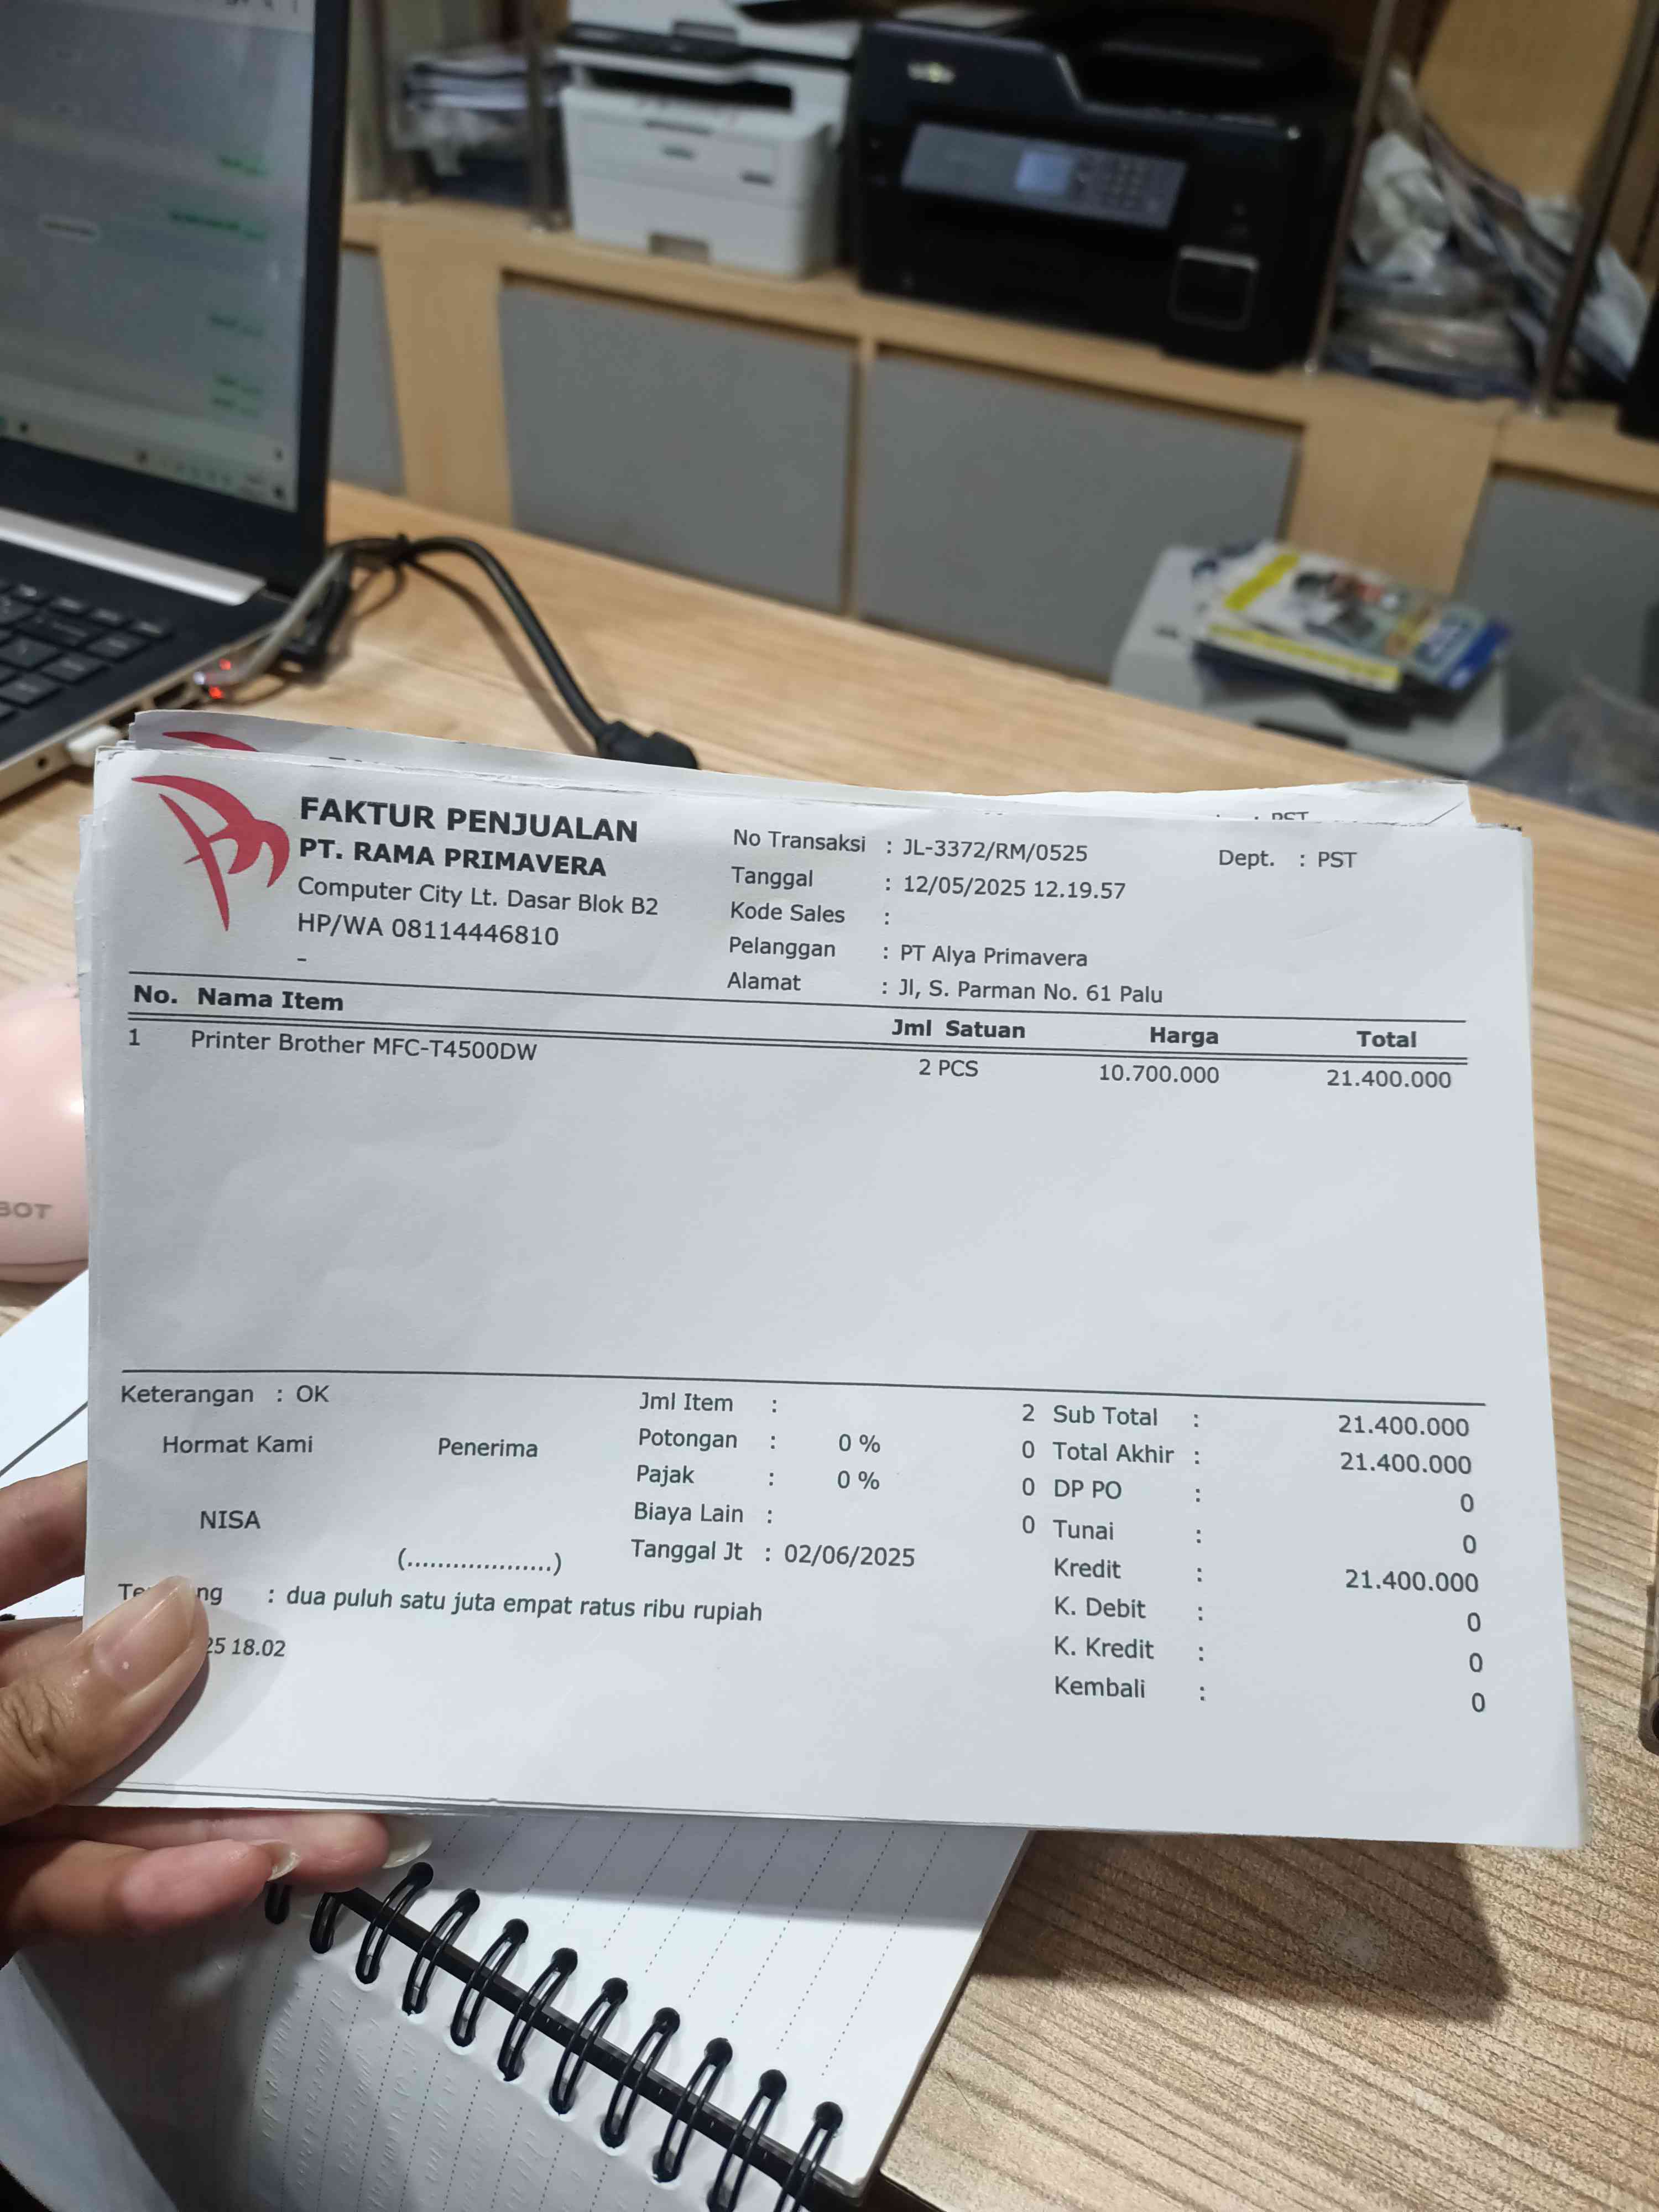 PST
FAKTUR PENJUALAN
PT. RAMA PRIMAVERA
Computer City Lt. Dasar Blok B2
HP/WA 08114446810
-
No Transaksi : JL-3372/RM/0525
Dept. : PST
Tanggal : 12/05/2025 12.19.57
Kode Sales :
Pelanggan : PT Alya Primavera
Alamat : Jl, S. Parman No. 61 Palu
No. Nama Item Jml Satuan Harga Total
1 Printer Brother MFC-T4500DW 2 PCS 10.700.000 21.400.000
Keterangan : OK
Hormat Kami Penerima
NISA
(...................)
: dua puluh satu juta empat ratus ribu rupiah
18.02
Jml Item : 2
Potongan : 0 % 0
Pajak : 0 % 0
Biaya Lain : 0
Tanggal Jt : 02/06/2025
Sub Total : 21.400.000
Total Akhir : 21.400.000
DP PO : 0
Tunai : 0
Kredit : 21.400.000
K. Debit : 0
K. Kredit : 0
Kembali : 0